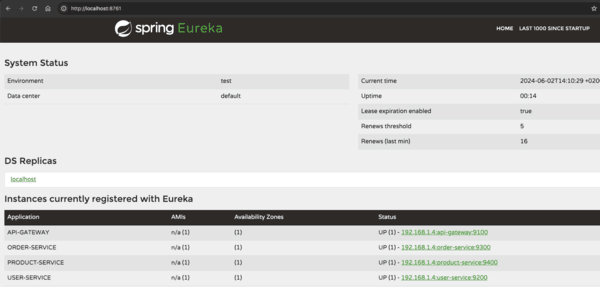 http://localhost:8761
spring Eureka
HOME LAST 1000 SINCE STARTUP
System Status
Environment test
Data center default
Current time 2024-06-02T14:10:29 +020
Uptime 00:14
Lease expiration enabled true
Renews threshold 5
Renews (last min) 16
DS Replicas
localhost
Instances currently registered with Eureka
Application AMIs Availability Zones Status
API-GATEWAY n/a (1) (1) UP (1) - 192.168.1.4:api-gateway:9100
ORDER-SERVICE n/a (1) (1) UP (1) - 192.168.1.4:order-service:9300
PRODUCT-SERVICE n/a (1) (1) UP (1) - 192.168.1.4:product-service:9400
USER-SERVICE n/a (1) (1) UP (1) - 192.168.1.4:user-service:9200